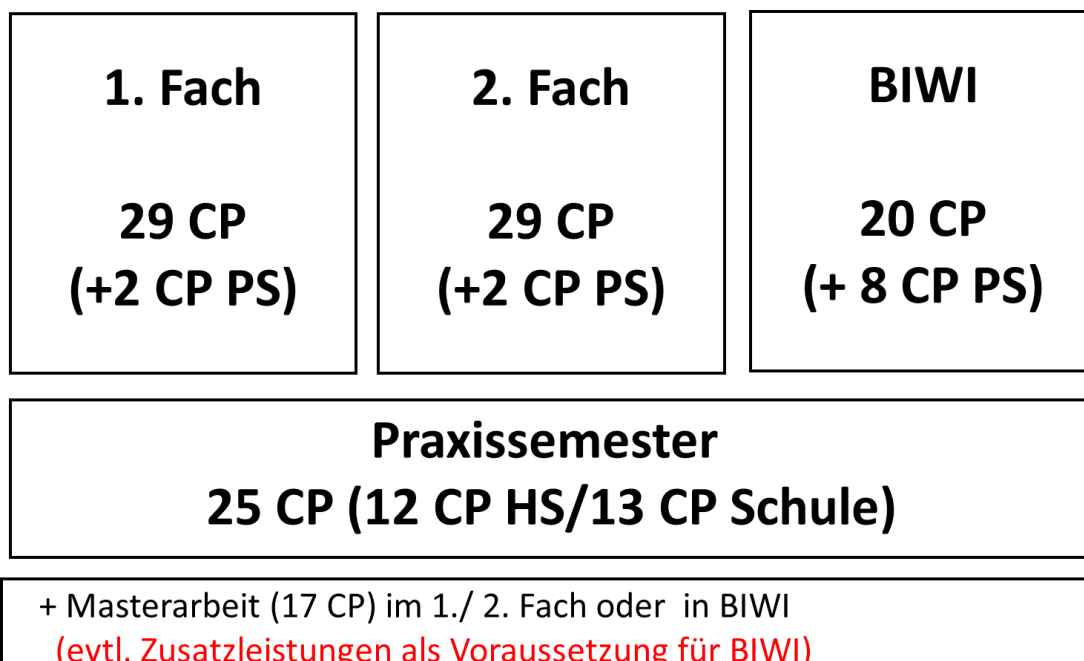 1. Fach
29 CP
(+2 CP PS)
2. Fach
29 CP
(+2 CP PS)
BIWI
20 CP
(+ 8 CP PS)
Praxissemester
25 CP (12 CP HS/13 CP Schule)
+ Masterarbeit (17 CP) im 1./ 2. Fach oder  in BIWI
(evtl. Zusatzleistungen als Voraussetzung für BIWI)